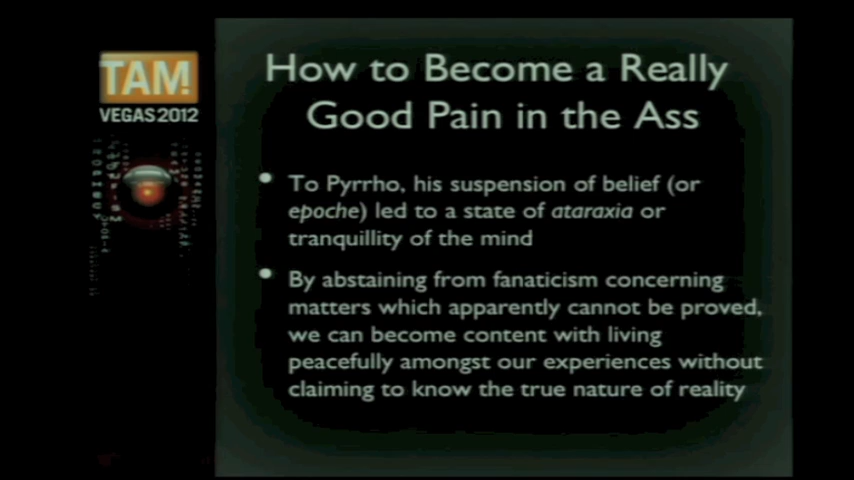 TAM!
VEGAS 2012
How to Become a Really
Good Pain in the Ass
• To Pyrrho, his suspension of belief (or
epoche) led to a state of ataraxia or
tranquillity of the mind
• By abstaining from fanaticism concerning
matters which apparently cannot be proved,
we can become content with living
peacefully amongst our experiences without
claiming to know the true nature of reality